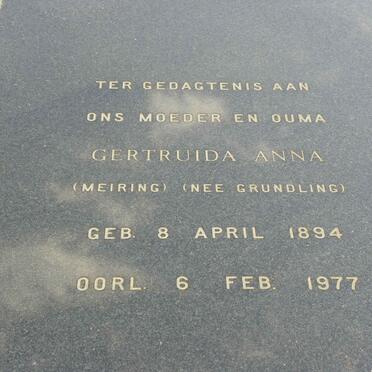 TER GEDAGTENIS AAN
ONS MOEDER EN OUMA
GERTRUIDA ANNA
(MEIRING) (NEE GRUNDLING)
GEB. 8 APRIL 1894
OORL. 6 FEB. 1977